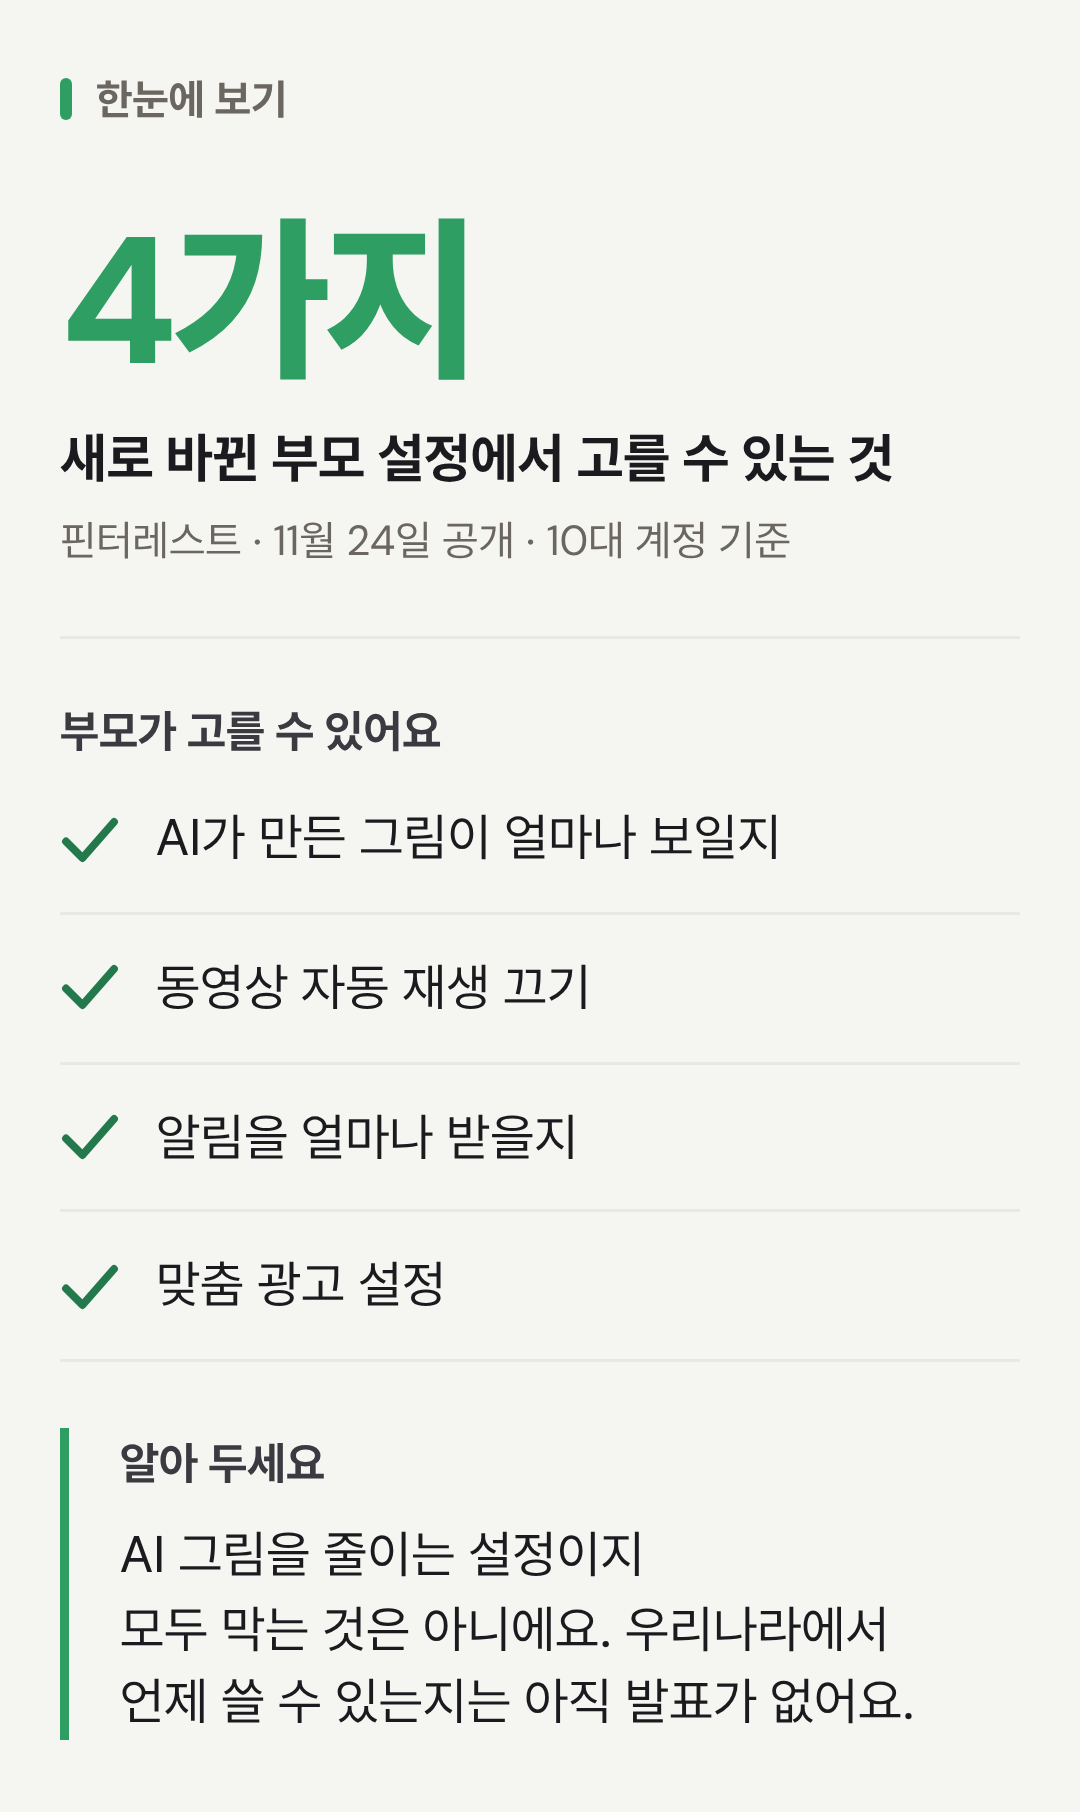 한눈에 보기
4가지
새로 바뀐 부모 설정에서 고를 수 있는 것
핀터레스트 · 11월 24일 공개 · 10대 계정 기준
부모가 고를 수 있어요
AI가 만든 그림이 얼마나 보일지
동영상 자동 재생 끄기
알림을 얼마나 받을지
맞춤 광고 설정
알아 두세요
AI 그림을 줄이는 설정이지
모두 막는 것은 아니에요. 우리나라에서
언제 쓸 수 있는지는 아직 발표가 없어요.